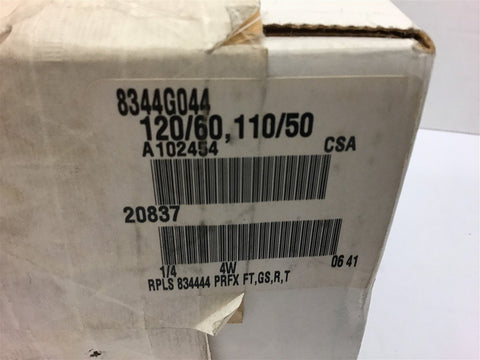 8344G044
120/60,110/50
A102454 CSA
20837
1/4 4W 06 41
RPLS 834444 PRFX FT,GS,R,T